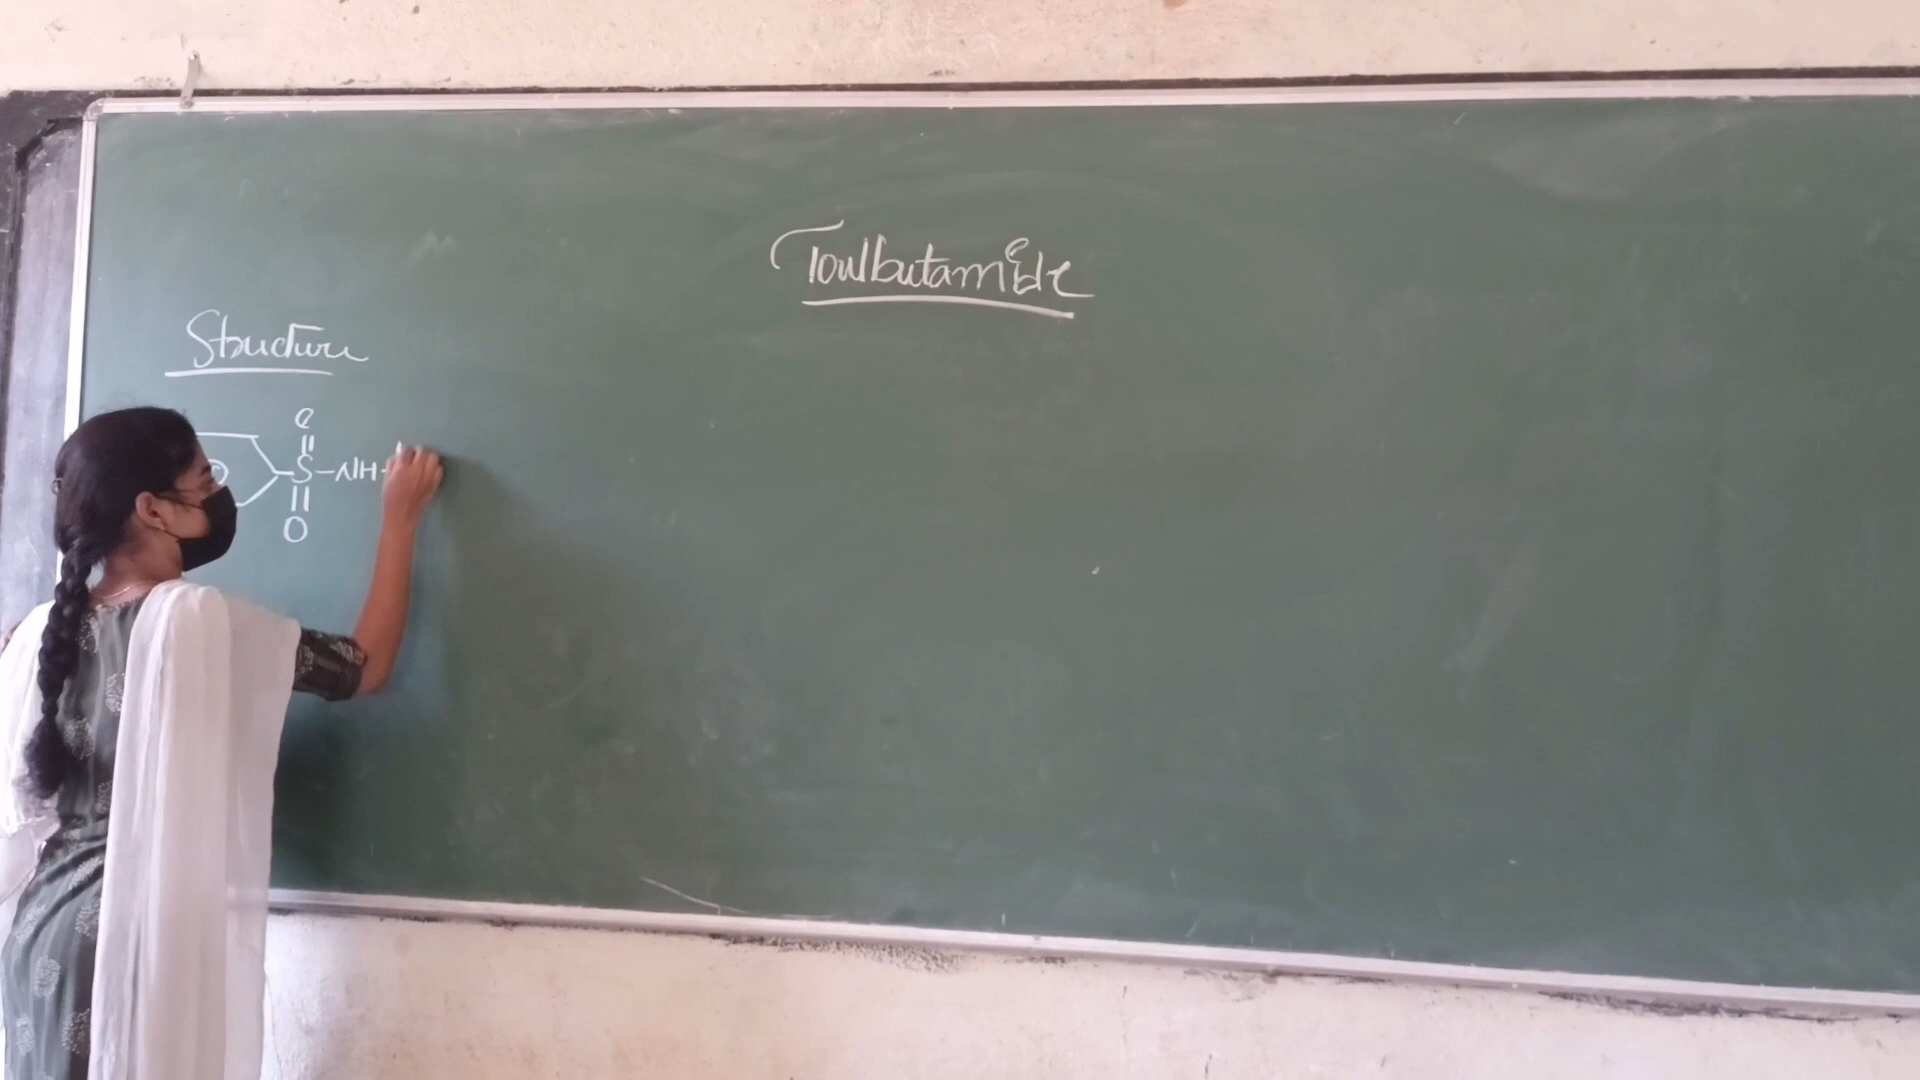 Toulbutamide
Structure
O
S-NH-
O